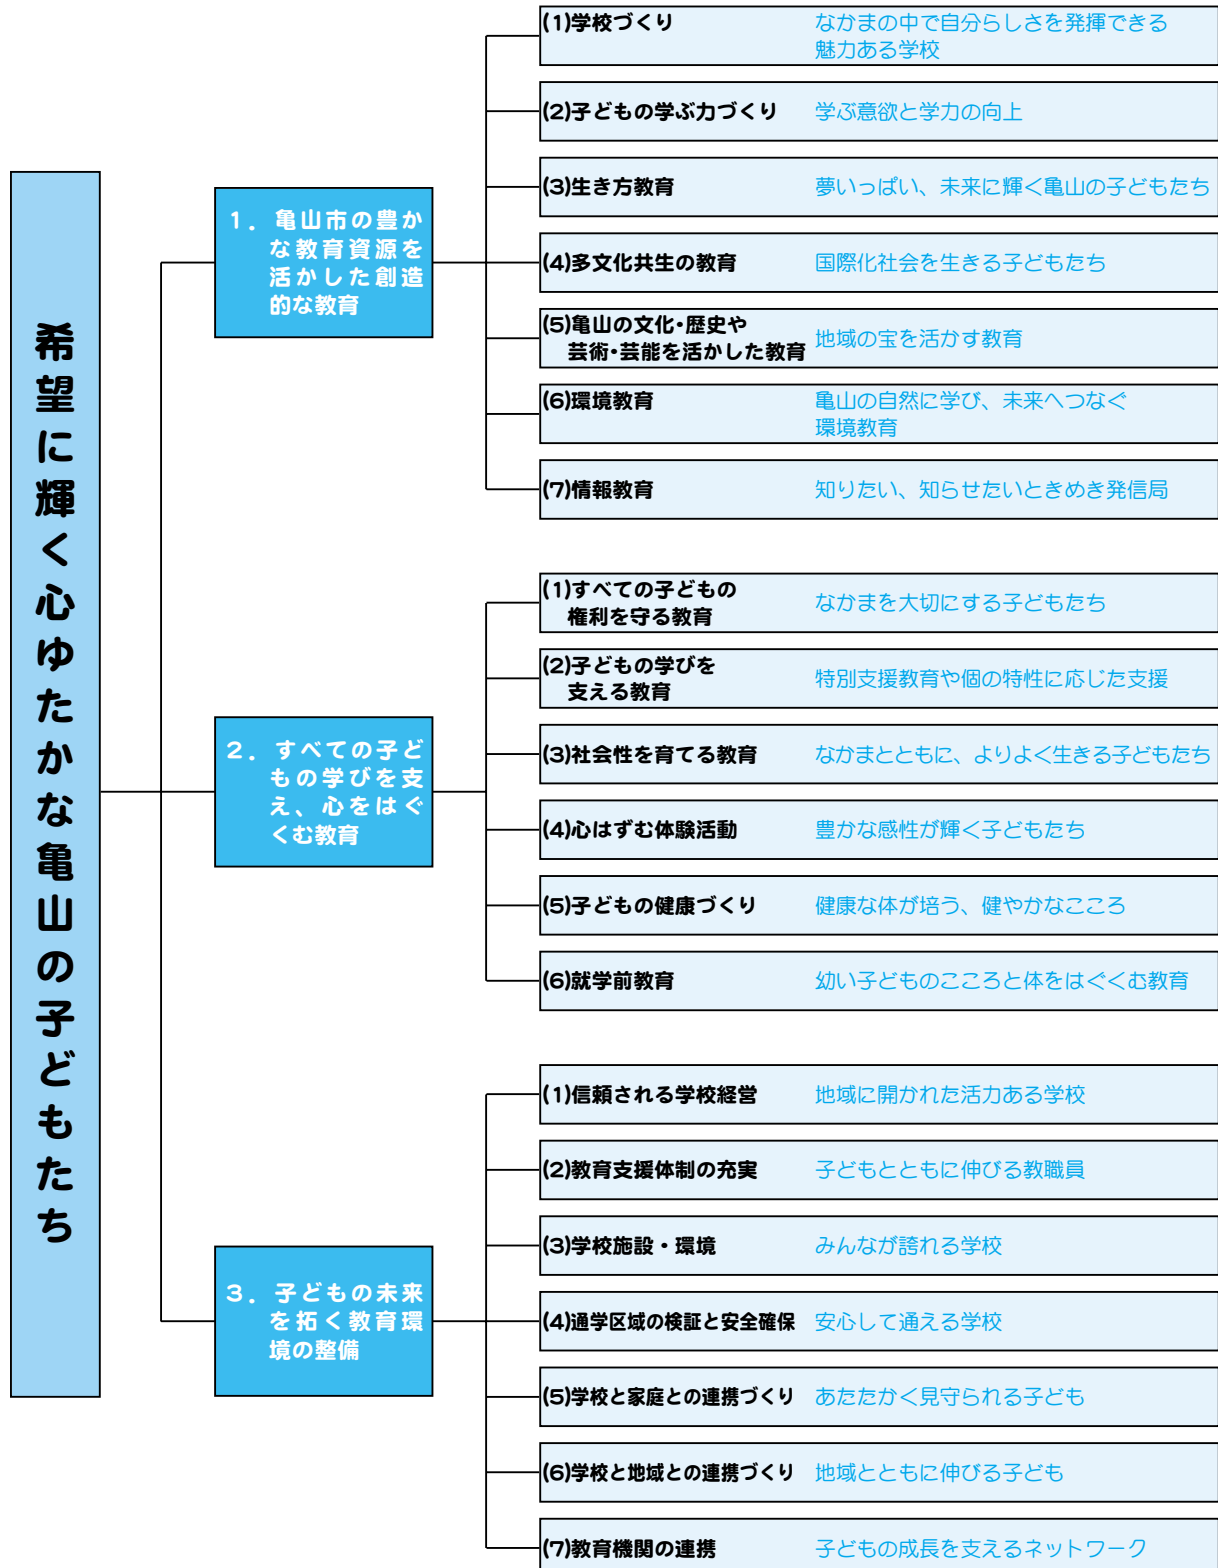 希望に輝く心ゆたかな亀山の子どもたち
1．亀山市の豊か
な教育資源を
活かした創造
的な教育
(1)学校づくり　なかまの中で自分らしさを発揮できる
魅力ある学校
(2)子どもの学ぶ力づくり　学ぶ意欲と学力の向上
(3)生き方教育　夢いっぱい、未来に輝く亀山の子どもたち
(4)多文化共生の教育　国際化社会を生きる子どもたち
(5)亀山の文化･歴史や
芸術･芸能を活かした教育　地域の宝を活かす教育
(6)環境教育　亀山の自然に学び、未来へつなぐ
環境教育
(7)情報教育　知りたい、知らせたいときめき発信局
2．すべての子ど
もの学びを支
え、心をはぐ
くむ教育
(1)すべての子どもの
権利を守る教育　なかまを大切にする子どもたち
(2)子どもの学びを
支える教育　特別支援教育や個の特性に応じた支援
(3)社会性を育てる教育　なかまとともに、よりよく生きる子どもたち
(4)心はずむ体験活動　豊かな感性が輝く子どもたち
(5)子どもの健康づくり　健康な体が培う、健やかなこころ
(6)就学前教育　幼い子どものこころと体をはぐくむ教育
3．子どもの未来
を拓く教育環
境の整備
(1)信頼される学校経営　地域に開かれた活力ある学校
(2)教育支援体制の充実　子どもとともに伸びる教職員
(3)学校施設・環境　みんなが誇れる学校
(4)通学区域の検証と安全確保　安心して通える学校
(5)学校と家庭との連携づくり　あたたかく見守られる子ども
(6)学校と地域との連携づくり　地域とともに伸びる子ども
(7)教育機関の連携　子どもの成長を支えるネットワーク